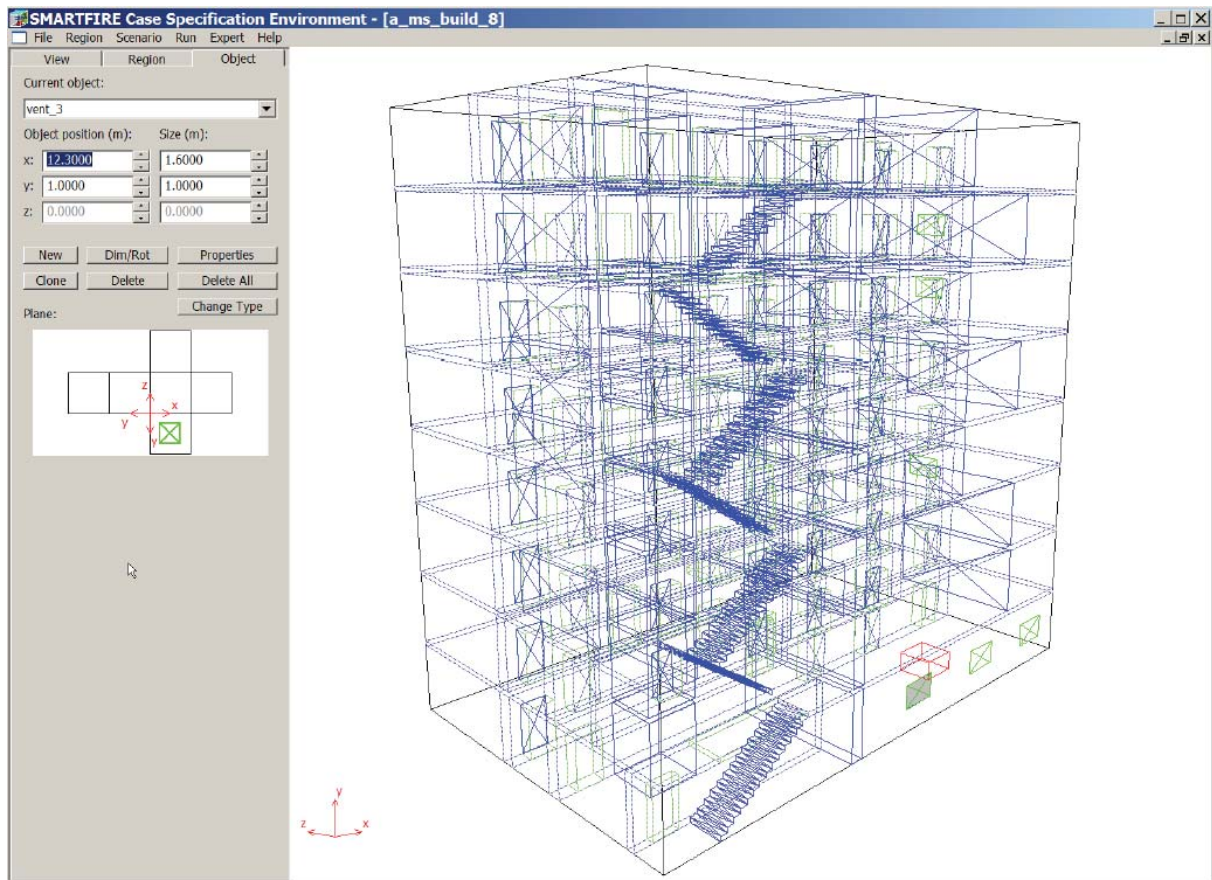 SMARTFIRE Case Specification Environment - [a_ms_build_8]
File Region Scenario Run Expert Help
View Region Object
Current object:
vent_3
Object position (m): Size (m):
x: 12.3000 1.6000
y: 1.0000 1.0000
z: 0.0000 0.0000
New Dim/Rot Properties
Clone Delete Delete All
Change Type
Plane:
z
x
y
y
y
z
x